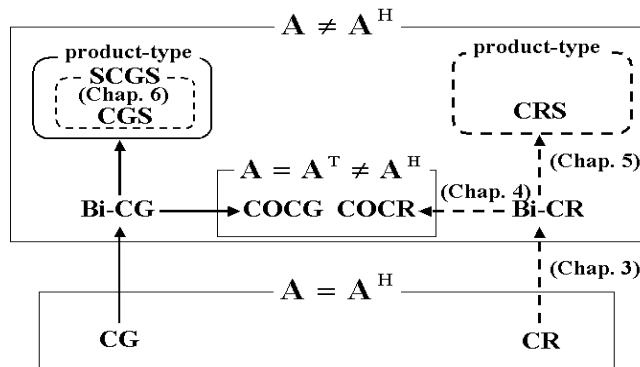 A ≠ A^H
product-type
SCGS
(Chap. 6)
CGS
product-type
CRS
(Chap. 5)
A = A^T ≠ A^H
(Chap. 4)
Bi-CG
COCG COCR
Bi-CR
(Chap. 3)
A = A^H
CG
CR